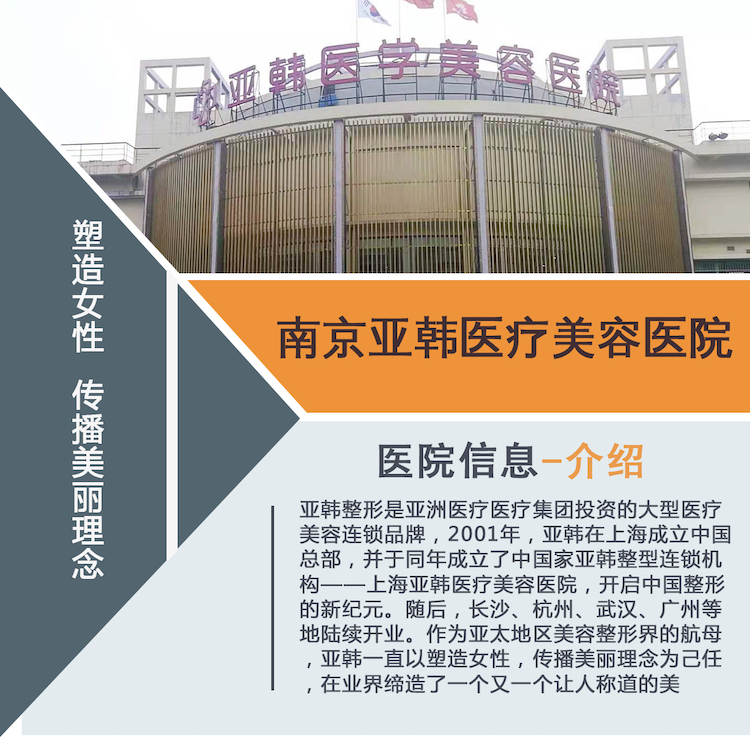 亚韩医学美容医院
塑造女性 传播美丽理念
南京亚韩医疗美容医院
医院信息-介绍
亚韩整形是亚洲医疗医疗集团投资的大型医疗
美容连锁品牌，2001年，亚韩在上海成立中国
总部，并于同年成立了中国家亚韩整型连锁机
构——上海亚韩医疗美容医院，开启中国整形
的新纪元。随后，长沙、杭州、武汉、广州等
地陆续开业。作为亚太地区美容整形界的航母
，亚韩一直以塑造女性，传播美丽理念为己任
，在业界缔造了一个又一个让人称道的美